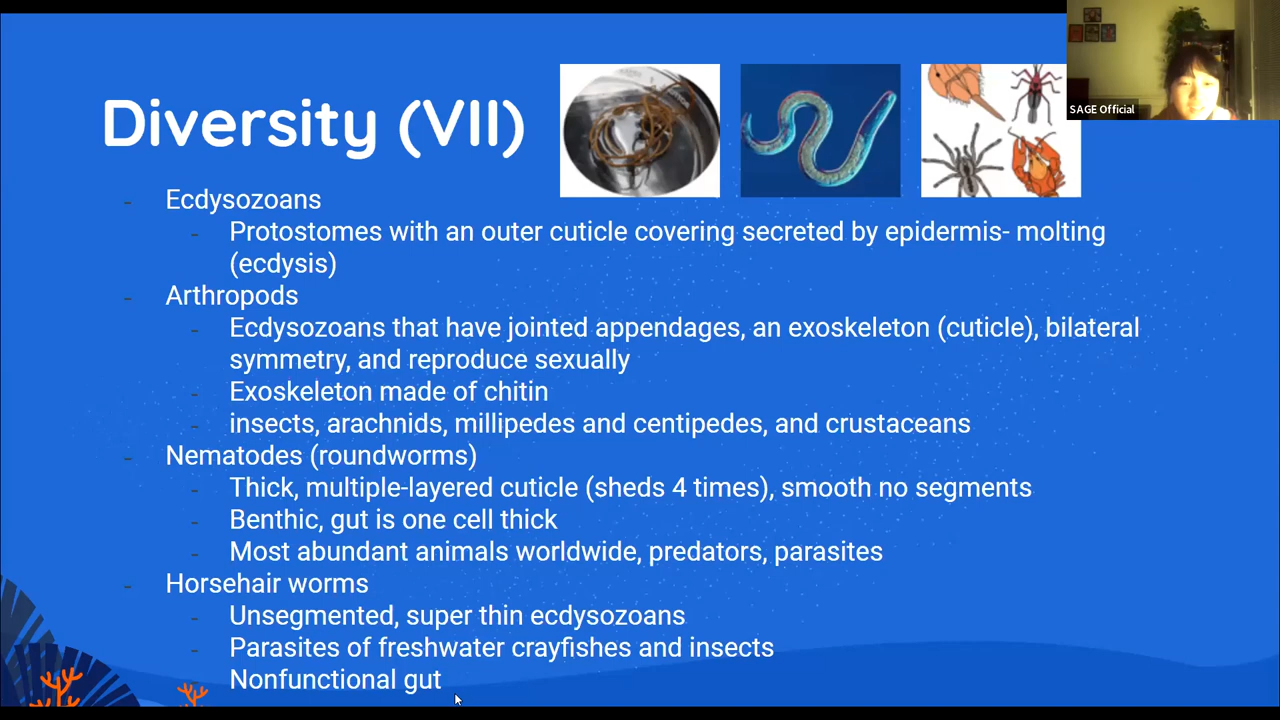 Diversity (VII)
SAGE Official
- Ecdysozoans
- Protostomes with an outer cuticle covering secreted by epidermis- molting
(ecdysis)
- Arthropods
- Ecdysozoans that have jointed appendages, an exoskeleton (cuticle), bilateral
symmetry, and reproduce sexually
- Exoskeleton made of chitin
- insects, arachnids, millipedes and centipedes, and crustaceans
- Nematodes (roundworms)
- Thick, multiple-layered cuticle (sheds 4 times), smooth no segments
- Benthic, gut is one cell thick
- Most abundant animals worldwide, predators, parasites
- Horsehair worms
- Unsegmented, super thin ecdysozoans
- Parasites of freshwater crayfishes and insects
- Nonfunctional gut